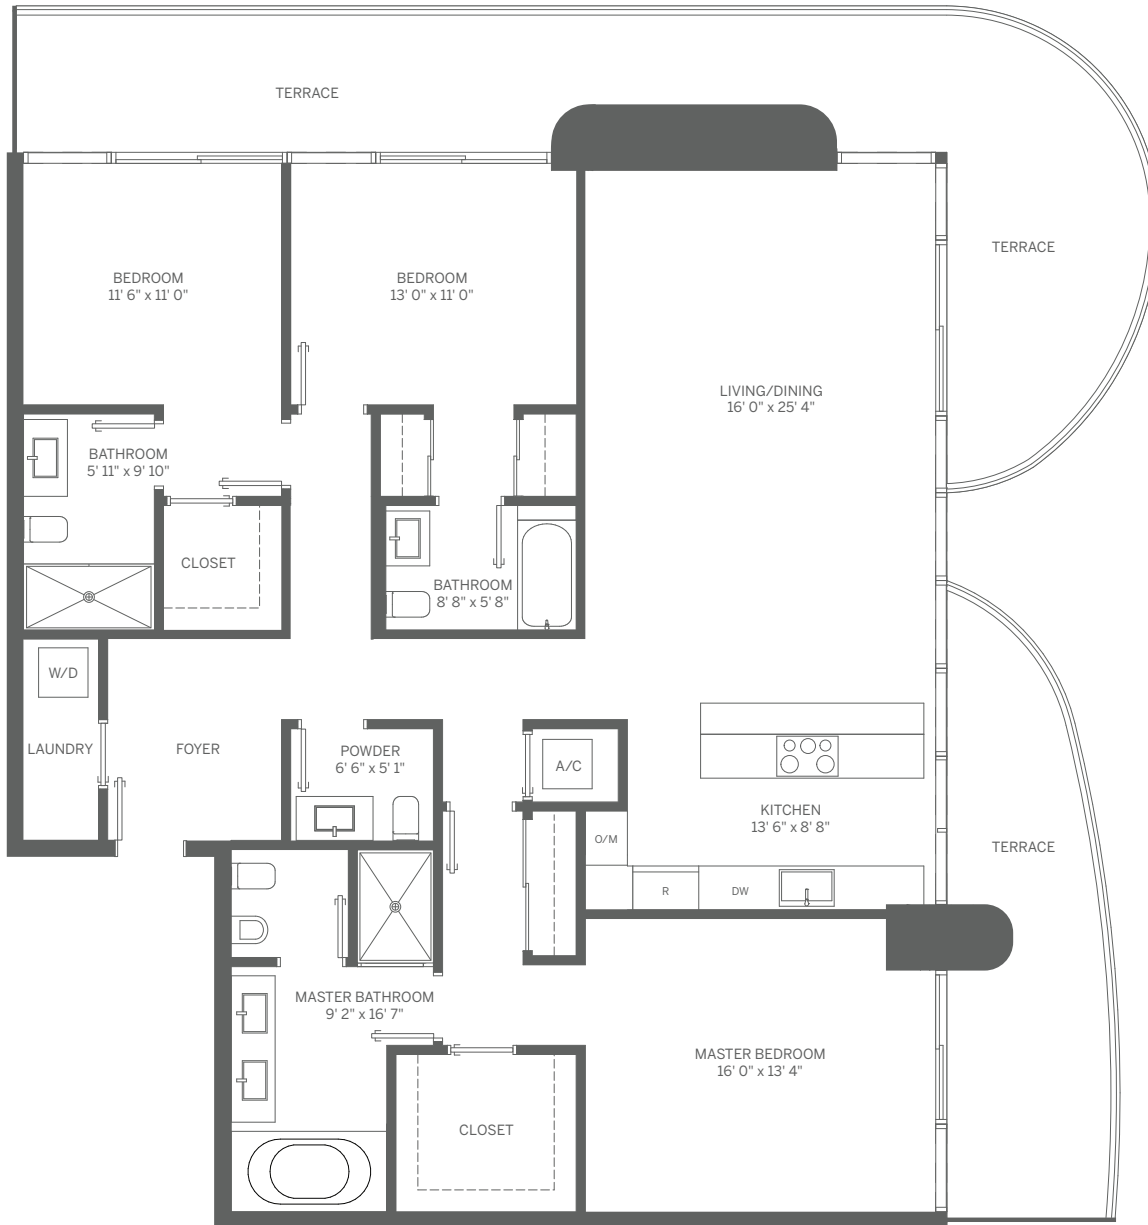 TERRACE
TERRACE
BEDROOM
11' 6" x 11' 0"
BEDROOM
13' 0" x 11' 0"
LIVING/DINING
16' 0" x 25' 4"
BATHROOM
5' 11" x 9' 10"
CLOSET
BATHROOM
8' 8" x 5' 8"
W/D
LAUNDRY
FOYER
POWDER
6' 6" x 5' 1"
A/C
KITCHEN
13' 6" x 8' 8"
O/M
R
DW
TERRACE
MASTER BATHROOM
9' 2" x 16' 7"
MASTER BEDROOM
16' 0" x 13' 4"
CLOSET